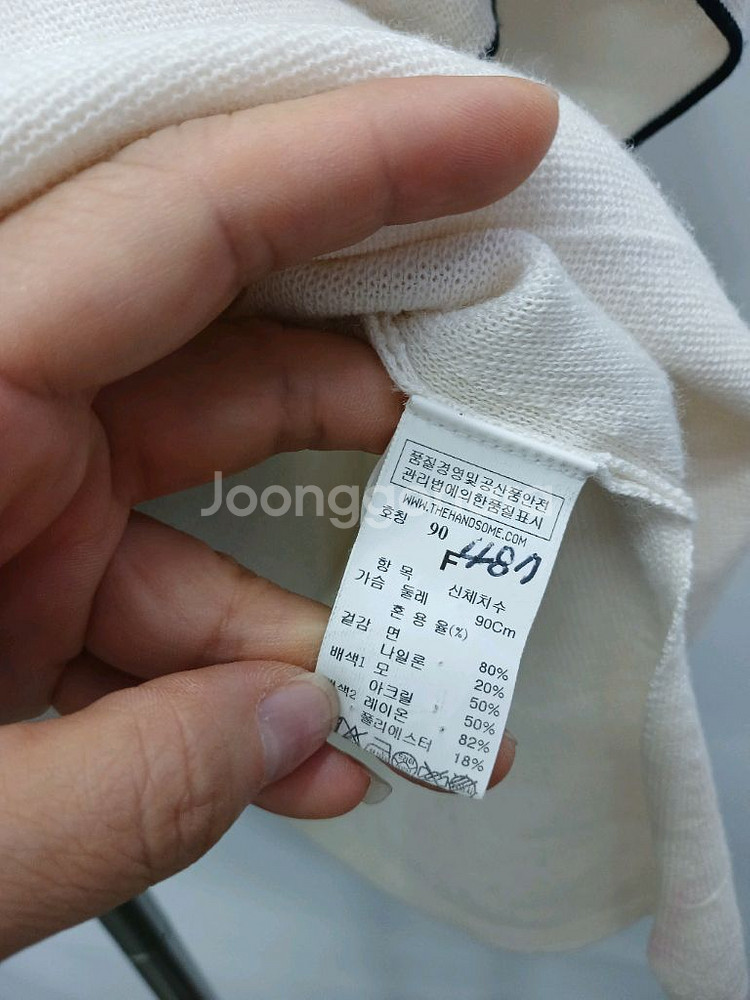 품질경영및공산품안전
관리법에의한품질표시
WWW.THEHANDSOME.COM
호칭 90
F
항목 신체치수
가슴 둘레 90Cm
혼용율(%)
겉감 면 80%
나일론 20%
배색1 모 50%
아크릴 50%
배색2 레이온 82%
폴리에스터 18%
Joongg